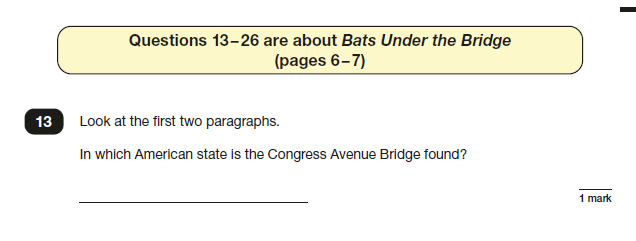 Questions 13–26 are about Bats Under the Bridge
(pages 6–7)
13 Look at the first two paragraphs.
In which American state is the Congress Avenue Bridge found?
1 mark